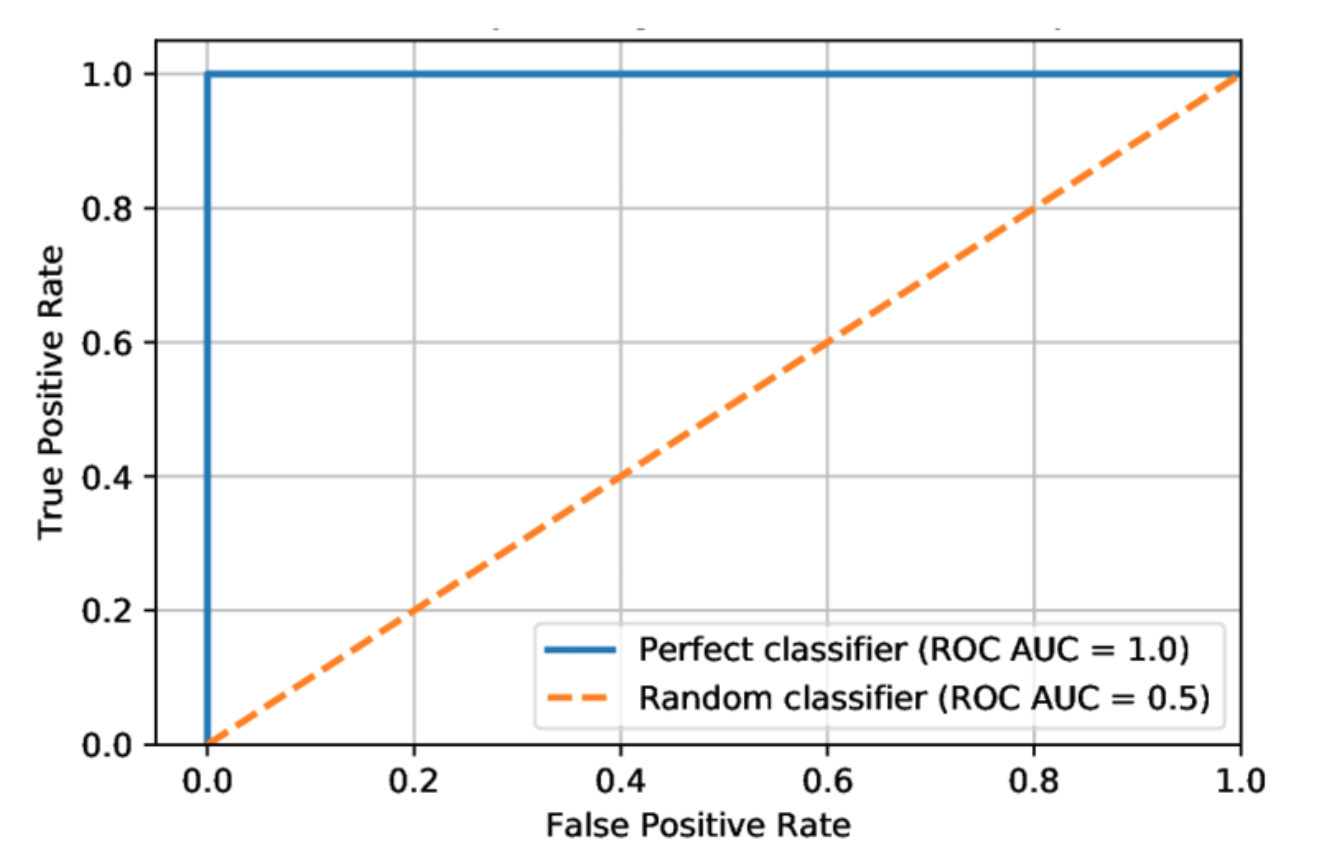 1.0
0.8
0.6
0.4
0.2
0.0
True Positive Rate
Perfect classifier (ROC AUC = 1.0)
Random classifier (ROC AUC = 0.5)
0.0 0.2 0.4 0.6 0.8 1.0
False Positive Rate